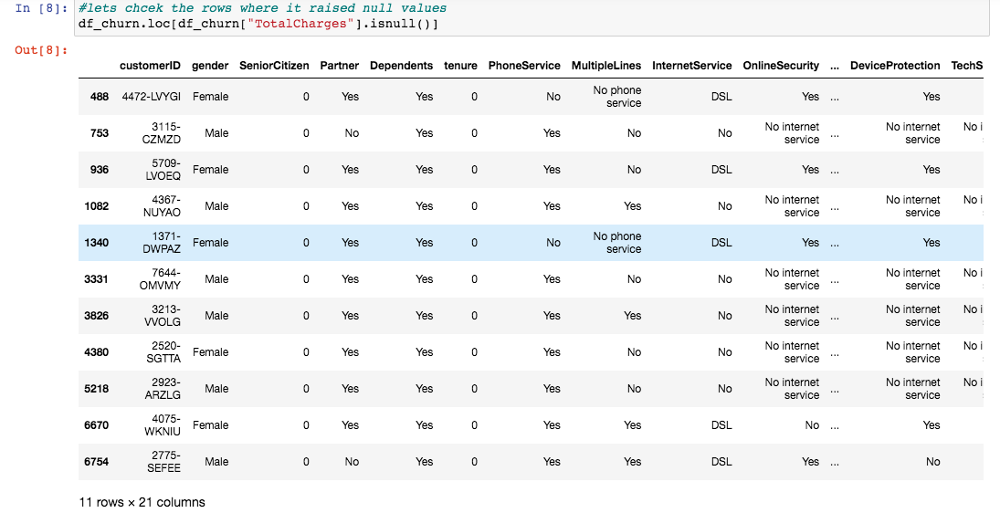 In [8]: #lets chcek the rows where it raised null values
df_churn.loc[df_churn["TotalCharges"].isnull()]
Out[8]:
customerID gender SeniorCitizen Partner Dependents tenure PhoneService MultipleLines InternetService OnlineSecurity ... DeviceProtection TechS
488 4472-LVYGI Female 0 Yes Yes 0 No No phone service DSL Yes ... Yes
753 3115-CZMZD Male 0 No Yes 0 Yes No No No internet service ... No internet service No i
936 5709-LVOEQ Female 0 Yes Yes 0 Yes No DSL Yes ... Yes
1082 4367-NUYAO Male 0 Yes Yes 0 Yes Yes No No internet service ... No internet service No i
1340 1371-DWPAZ Female 0 Yes Yes 0 No No phone service DSL Yes ... Yes
3331 7644-OMVMY Male 0 Yes Yes 0 Yes No No No internet service ... No internet service No i
3826 3213-VVOLG Male 0 Yes Yes 0 Yes Yes No No internet service ... No internet service No i
4380 2520-SGTTA Female 0 Yes Yes 0 Yes No No No internet service ... No internet service No i
5218 2923-ARZLG Male 0 Yes Yes 0 Yes No No No internet service ... No internet service No i
6670 4075-WKNIU Female 0 Yes Yes 0 Yes Yes DSL No ... Yes
6754 2775-SEFEE Male 0 No Yes 0 Yes Yes DSL Yes ... No
11 rows × 21 columns